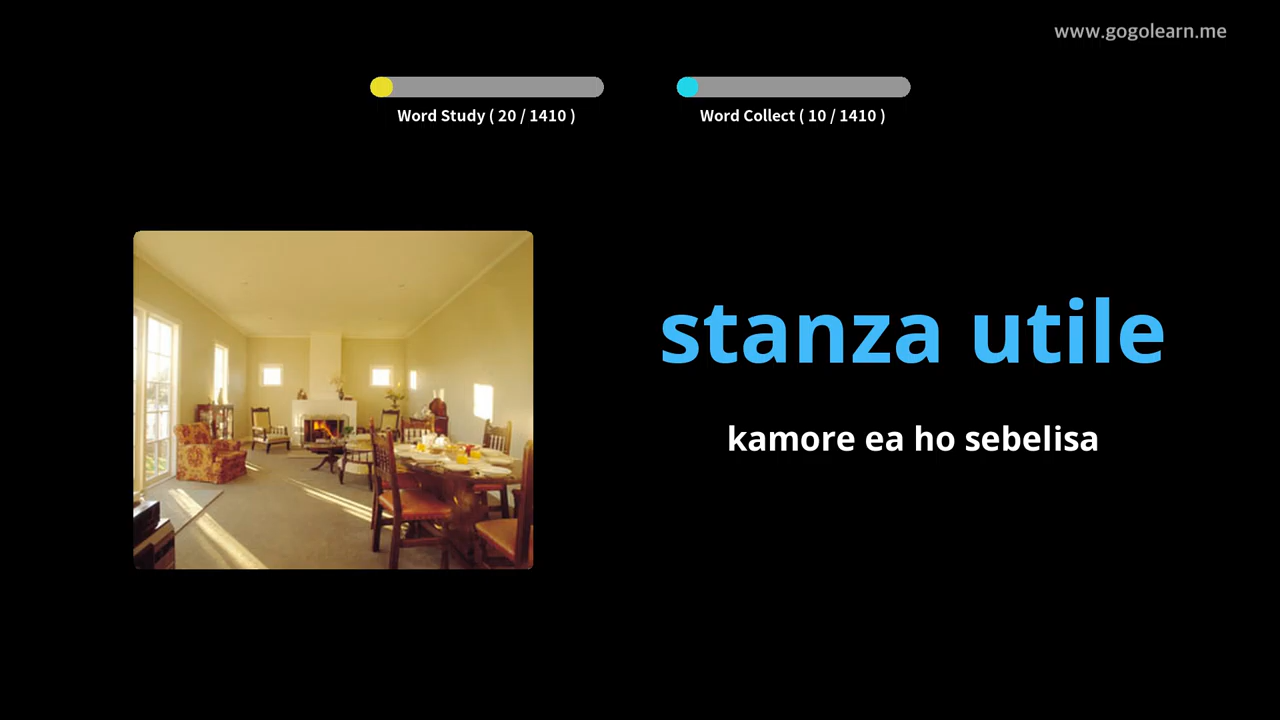 www.gogolearn.me
Word Study ( 20 / 1410 )
Word Collect ( 10 / 1410 )
stanza utile
kamore ea ho sebelisa